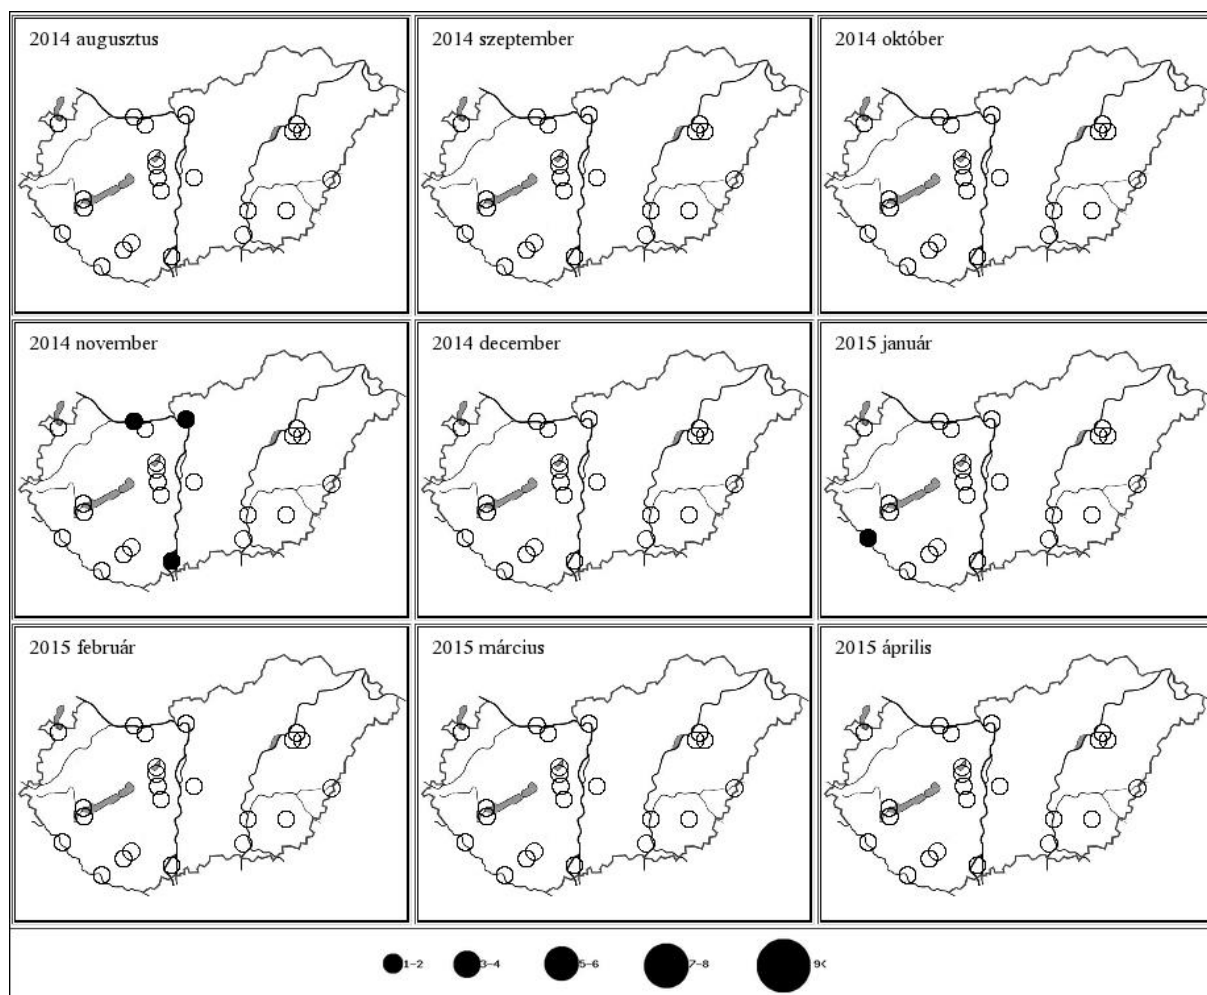 2014 augusztus
2014 szeptember
2014 október
2014 november
2014 december
2015 január
2015 február
2015 március
2015 április
1-2 3-4 5-6 7-8 9<